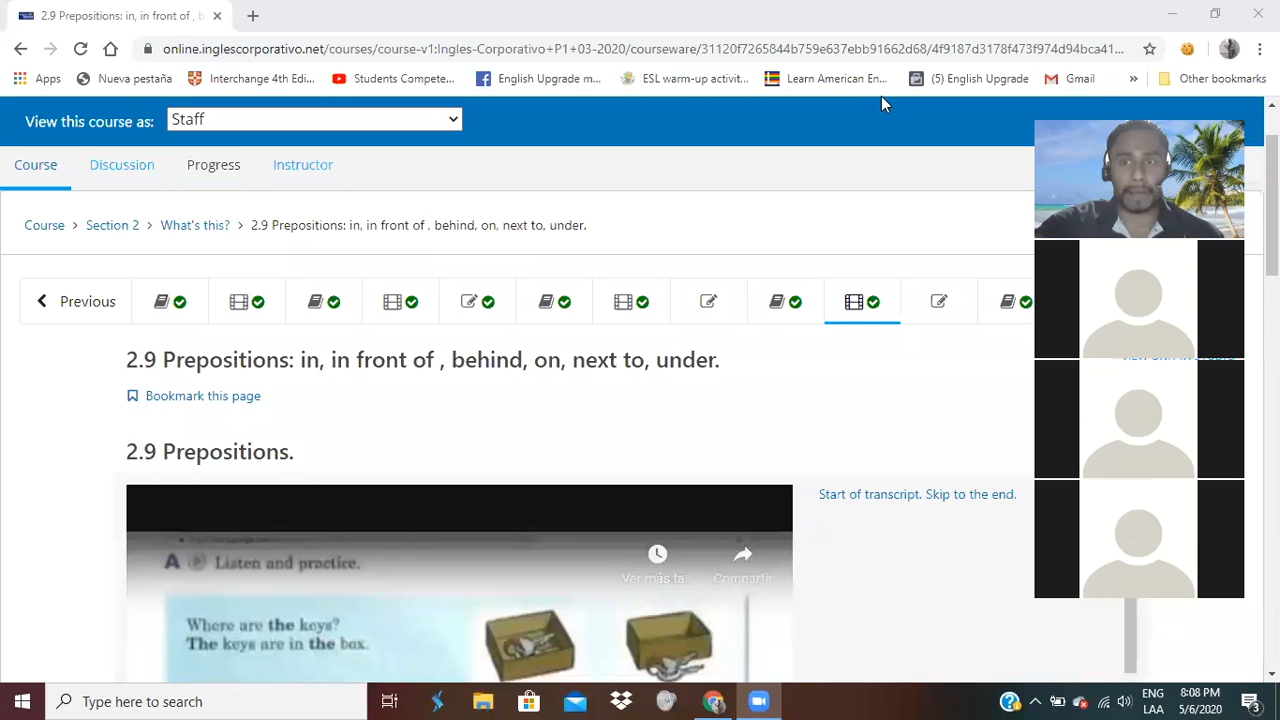 2.9 Prepositions: in, in front of , b
online.inglescorporativo.net/courses/course-v1:Ingles-Corporativo+P1+03-2020/courseware/31120f7265844b759e637ebb91662d68/4f9187d3178f473f974d94bca41...
Apps Nueva pestaña Interchange 4th Edi... Students Compete... English Upgrade m... ESL warm-up activit... Learn American En... (5) English Upgrade Gmail » Other bookmarks
View this course as: Staff
Course Discussion Progress Instructor
Course > Section 2 > What's this? > 2.9 Prepositions: in, in front of , behind, on, next to, under.
Previous
2.9 Prepositions: in, in front of , behind, on, next to, under.
Bookmark this page
2.9 Prepositions.
Start of transcript. Skip to the end.
A Listen and practice.
Ver más ta... Compartir
Where are the keys?
The keys are in the box.
Type here to search
ENG 8:08 PM
LAA 5/6/2020 3